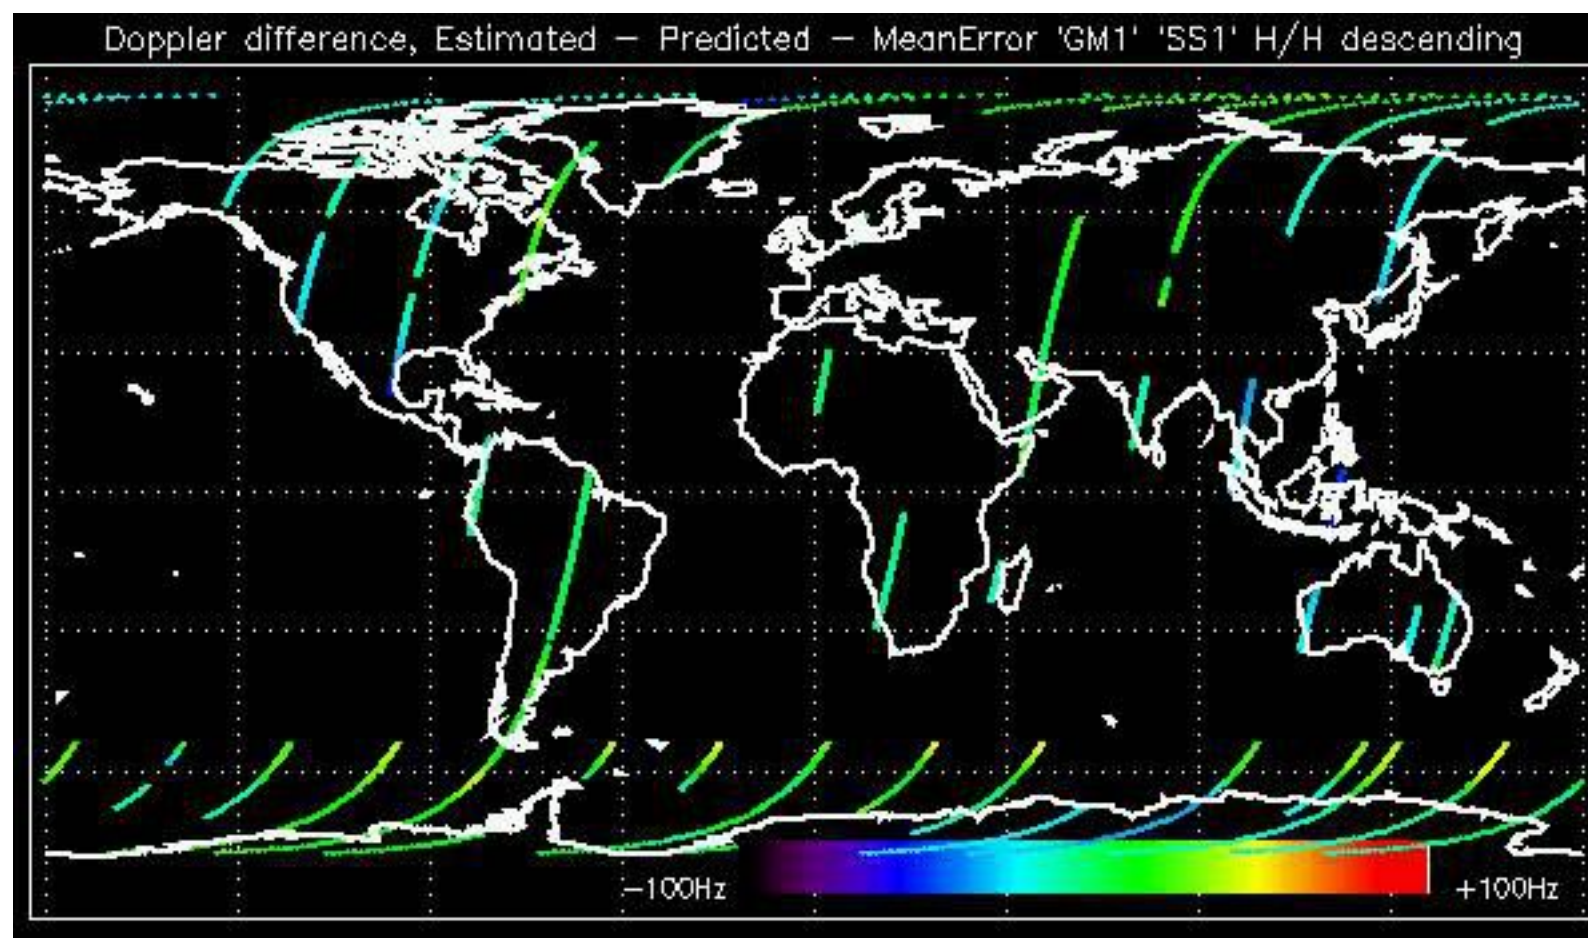 Doppler difference, Estimated – Predicted – MeanError 'GM1' 'SS1' H/H descending
–100Hz +100Hz